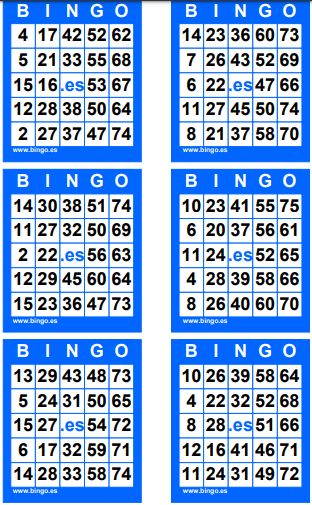 B I N G O
4 17 42 52 62
5 21 33 55 68
15 16 .es 53 67
12 28 38 50 64
2 27 37 47 74
www.bingo.es
B I N G O
14 23 36 60 73
7 26 43 52 69
6 22 .es 47 66
11 27 45 50 74
8 21 37 58 70
www.bingo.es
B I N G O
14 30 38 51 74
11 27 32 50 69
2 22 .es 56 63
12 29 45 60 64
15 23 36 47 73
www.bingo.es
B I N G O
10 23 41 55 75
6 20 37 56 61
11 24 .es 52 65
4 28 39 58 66
8 26 40 60 70
www.bingo.es
B I N G O
13 29 43 48 73
5 24 31 50 65
15 27 .es 54 72
6 17 32 59 71
14 28 33 58 74
www.bingo.es
B I N G O
10 26 39 58 64
4 22 32 52 68
8 28 .es 51 66
12 16 41 46 71
11 24 31 49 72
www.bingo.es